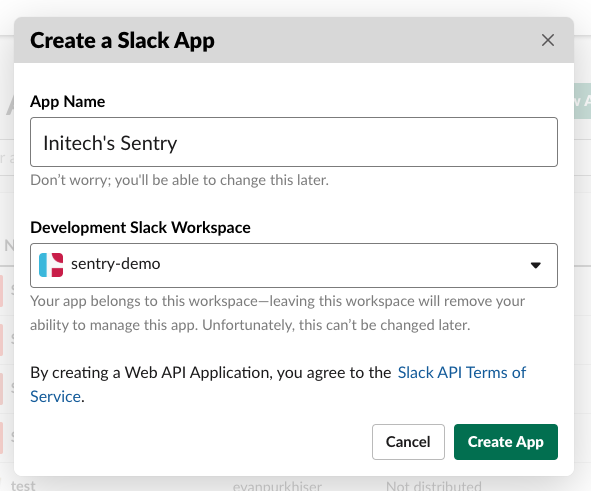 Create a Slack App
App Name
Initech's Sentry
Don't worry; you'll be able to change this later.
Development Slack Workspace
sentry-demo
Your app belongs to this workspace—leaving this workspace will remove your
ability to manage this app. Unfortunately, this can't be changed later.
By creating a Web API Application, you agree to the Slack API Terms of
Service.
Cancel
Create App
test evanpurkhiser Not distributed